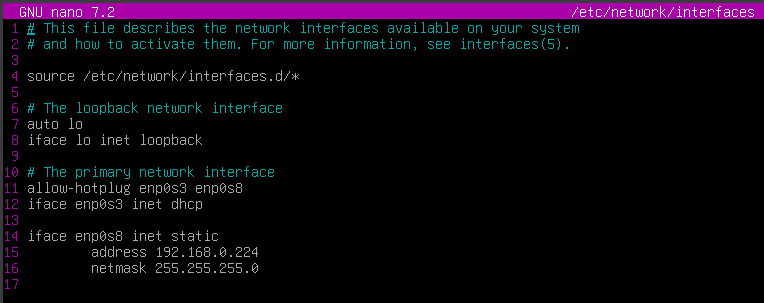 GNU nano 7.2 /etc/network/interfaces
1 # This file describes the network interfaces available on your system
2 # and how to activate them. For more information, see interfaces(5).
3
4 source /etc/network/interfaces.d/*
5
6 # The loopback network interface
7 auto lo
8 iface lo inet loopback
9
10 # The primary network interface
11 allow-hotplug enp0s3 enp0s8
12 iface enp0s3 inet dhcp
13
14 iface enp0s8 inet static
15 address 192.168.0.224
16 netmask 255.255.255.0
17